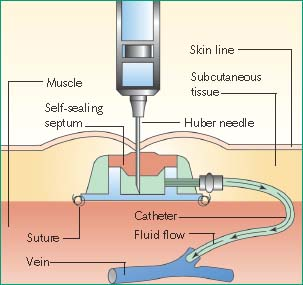 Skin line
Muscle
Subcutaneous
tissue
Self-sealing
septum
Huber needle
Catheter
Suture
Fluid flow
Vein